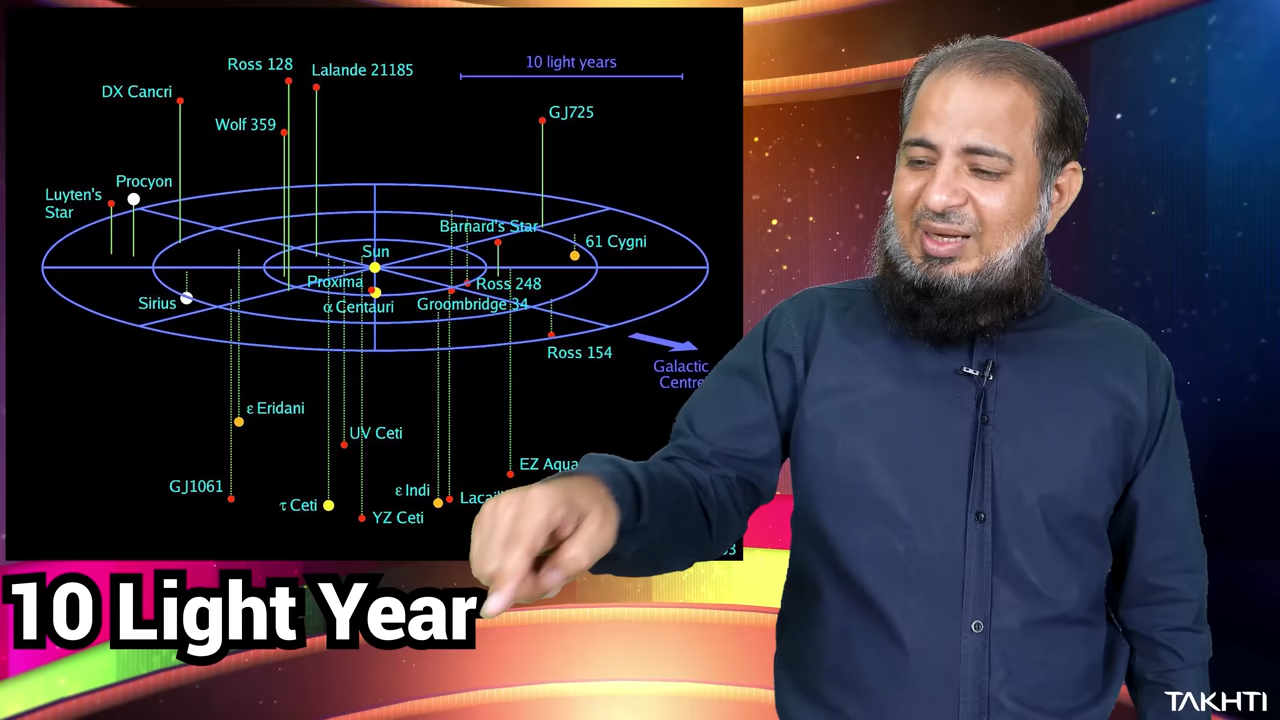 Ross 128
Lalande 21185
10 light years
DX Cancri
GJ725
Wolf 359
Procyon
Luyten's
Star
Barnard's Star
61 Cygni
Sun
Proxima
Ross 248
Sirius
α Centauri
Groombridge 34
Ross 154
Galactic
Centre
ε Eridani
UV Ceti
EZ Aqua
GJ1061
ε Indi
τ Ceti
YZ Ceti
10 Light Year
TAKHTI